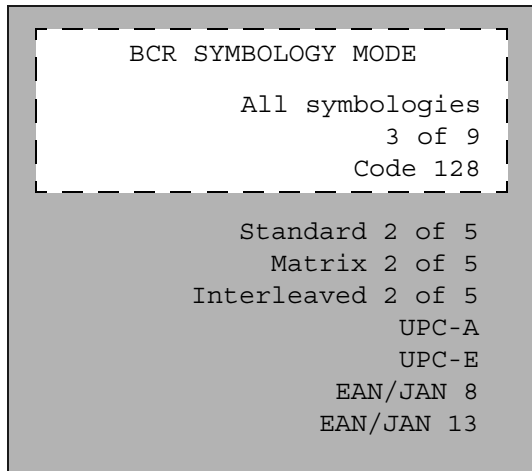 BCR SYMBOLOGY MODE
All symbologies
3 of 9
Code 128
Standard 2 of 5
Matrix 2 of 5
Interleaved 2 of 5
UPC-A
UPC-E
EAN/JAN 8
EAN/JAN 13